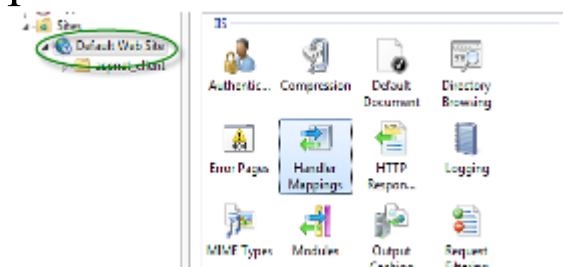 Sites
Default Web Site
aspnet_client
IIS
Authentic... Compression Default Document Directory Browsing
Error Pages Handler Mappings HTTP Respon... Logging
MIME Types Modules Output Caching Request Filtering